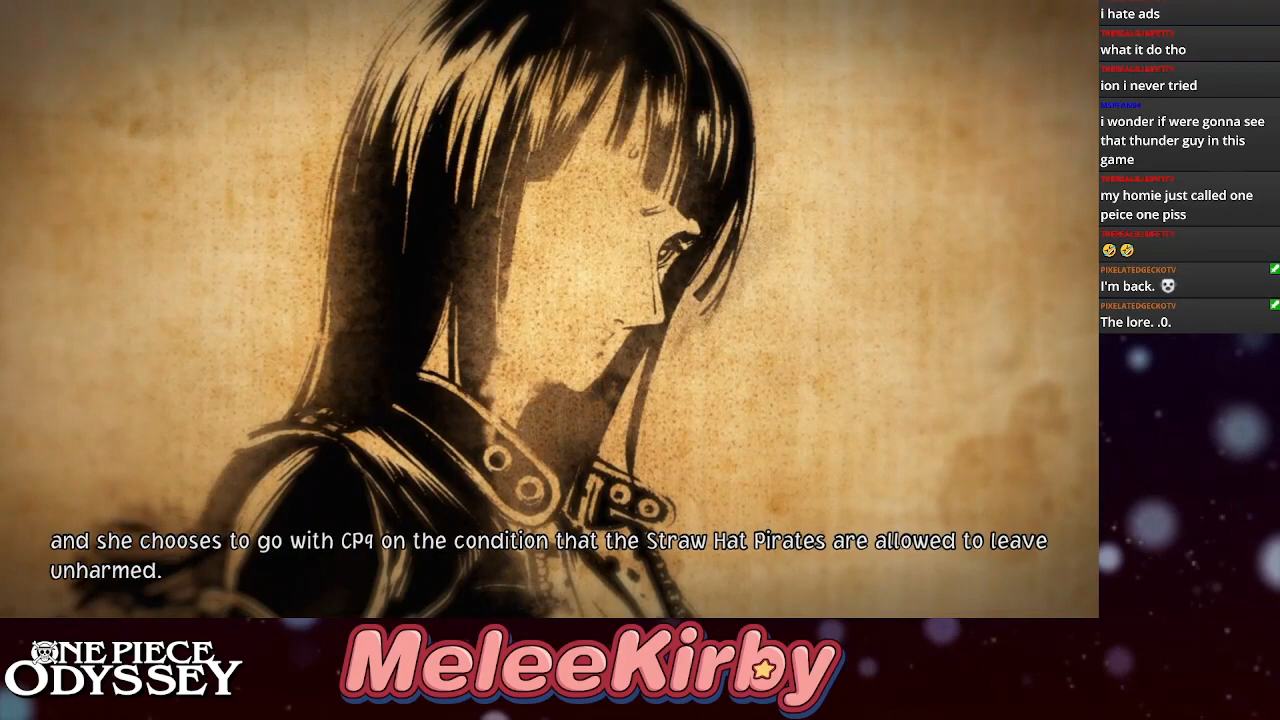 i hate ads
what it do tho
ion i never tried
i wonder if were gonna see
that thunder guy in this
game
my homie just called one
peice one piss
🤣 🤣
PIXELATEDGECKOTV
I'm back.
PIXELATEDGECKOTV
The lore. .0.
and she chooses to go with CP9 on the condition that the Straw Hat Pirates are allowed to leave
unharmed.
ONE PIECE
ODYSSEY
MeleeKirby